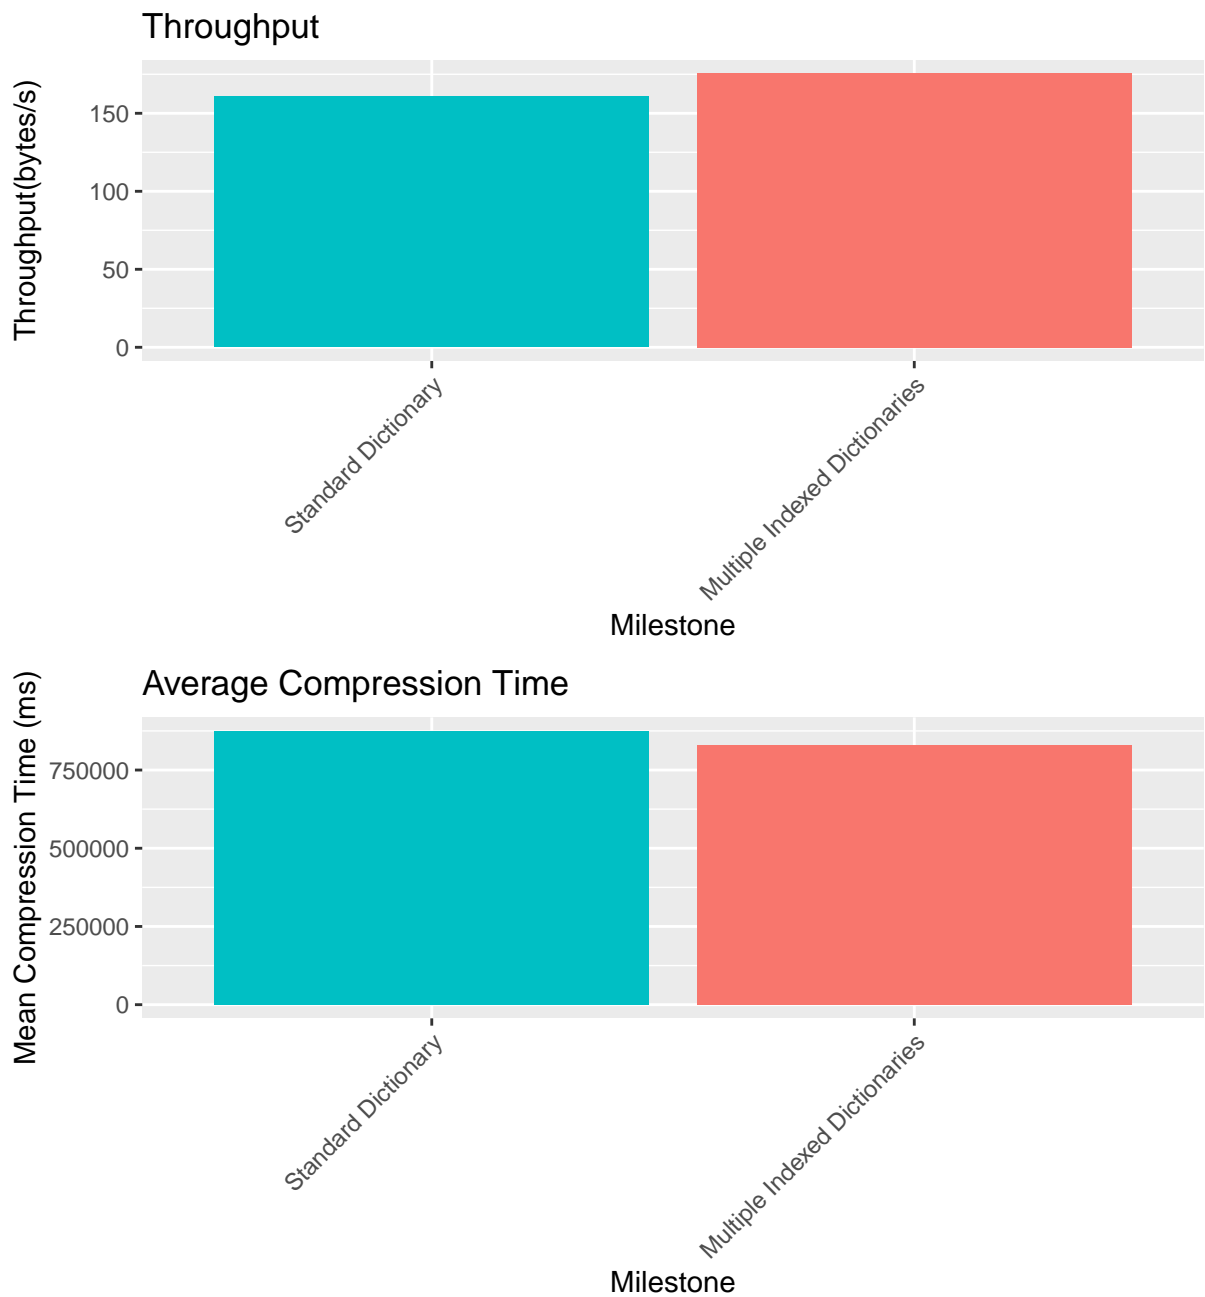 Throughput
Throughput(bytes/s)
150
100
50
0
Standard Dictionary
Multiple Indexed Dictionaries
Milestone
Average Compression Time
Mean Compression Time (ms)
750000
500000
250000
0
Standard Dictionary
Multiple Indexed Dictionaries
Milestone